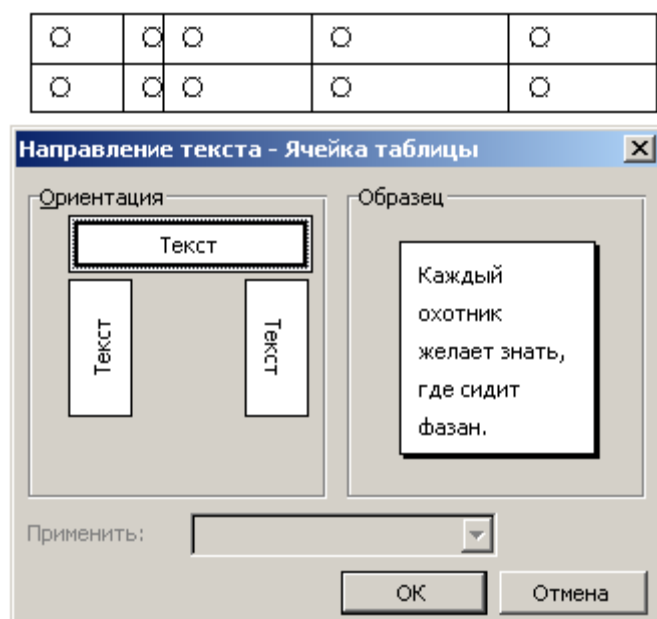 ¤ ¤ ¤ ¤ ¤
¤ ¤ ¤ ¤ ¤
Направление текста - Ячейка таблицы
Ориентация
Текст
Текст
Текст
Образец
Каждый
охотник
желает знать,
где сидит
фазан.
Применить:
ОК
Отмена